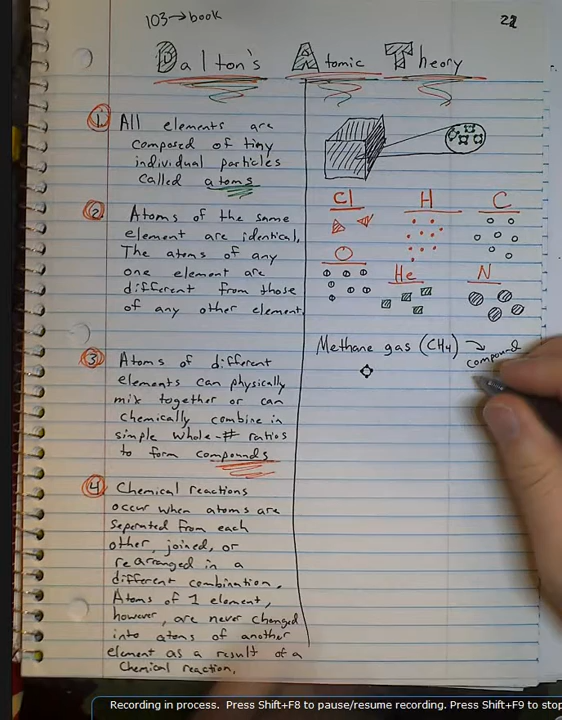 103→book
22
Dalton's Atomic Theory
① All elements are
composed of tiny
individual particles
called atoms
② Atoms of the same
element are identical,
The atoms of any
one element are
different from those
of any other element.
③ Atoms of different
elements can physically
mix together or can
chemically combine in
simple whole-# ratios
to form compounds
④ Chemical reactions
occur when atoms are
seperated from each
other, joined, or
rearranged in a
different combination.
Atoms of 1 element,
however, are never changed
into atoms of another
element as a result of a
Chemical reaction.
Cl H C
O He N
Methane gas (CH4) →
compound
Recording in process. Press Shift+F8 to pause/resume recording. Press Shift+F9 to stop